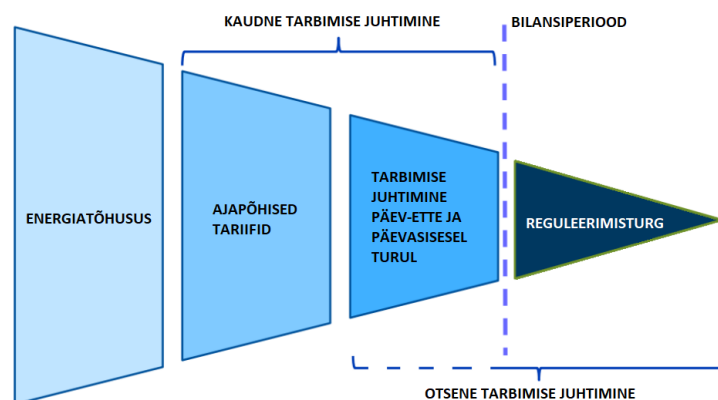 KAUDNE TARBIMISE JUHTIMINE
BILANSIPERIOOD
ENERGIATÕHUSUS
AJAPÕHISED
TARIIFID
TARBIMISE
JUHTIMINE
PÄEV-ETTE JA
PÄEVASISESEL
TURUL
REGULEERIMISTURG
OTSENE TARBIMISE JUHTIMINE